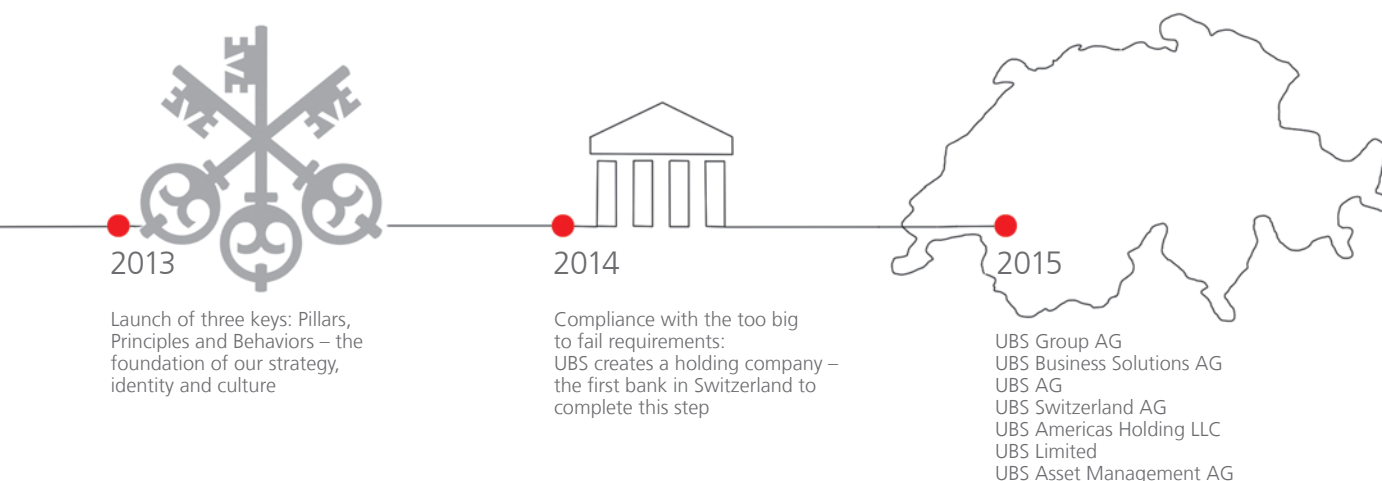 2013
Launch of three keys: Pillars,
Principles and Behaviors – the
foundation of our strategy,
identity and culture
2014
Compliance with the too big
to fail requirements:
UBS creates a holding company –
the first bank in Switzerland to
complete this step
2015
UBS Group AG
UBS Business Solutions AG
UBS AG
UBS Switzerland AG
UBS Americas Holding LLC
UBS Limited
UBS Asset Management AG